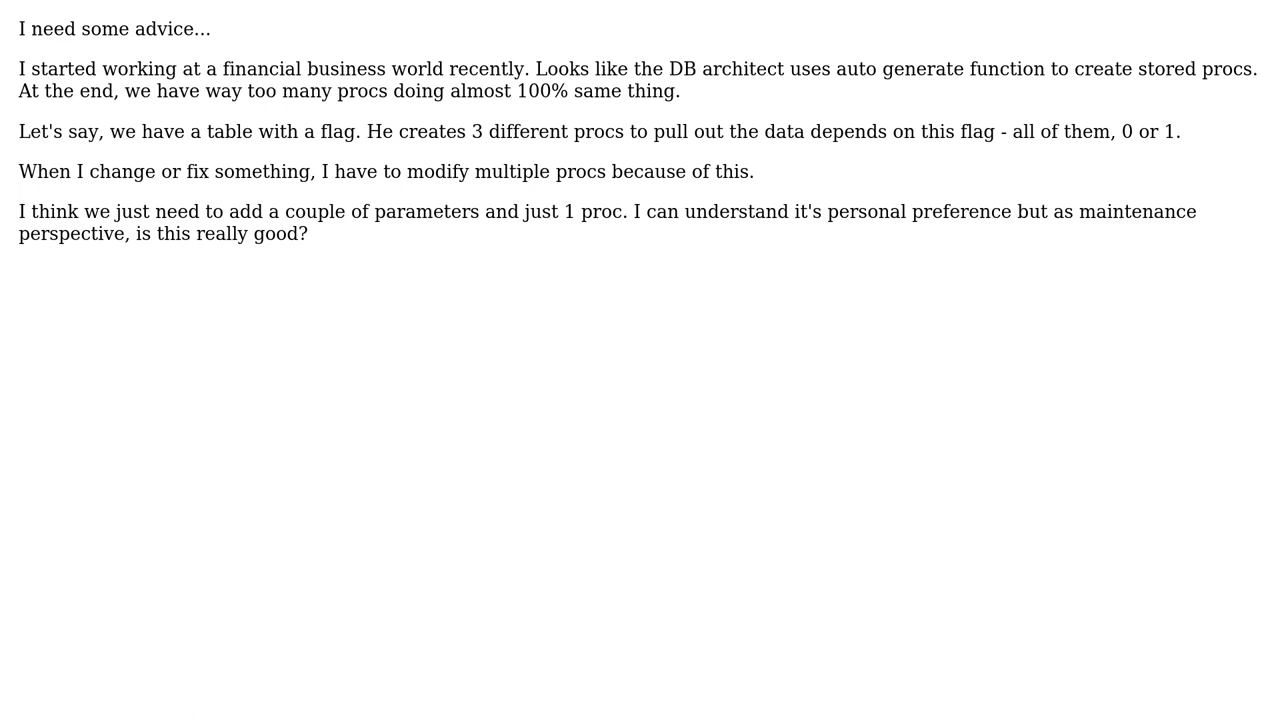 I need some advice...
I started working at a financial business world recently. Looks like the DB architect uses auto generate function to create stored procs.
At the end, we have way too many procs doing almost 100% same thing.
Let's say, we have a table with a flag. He creates 3 different procs to pull out the data depends on this flag - all of them, 0 or 1.
When I change or fix something, I have to modify multiple procs because of this.
I think we just need to add a couple of parameters and just 1 proc. I can understand it's personal preference but as maintenance
perspective, is this really good?